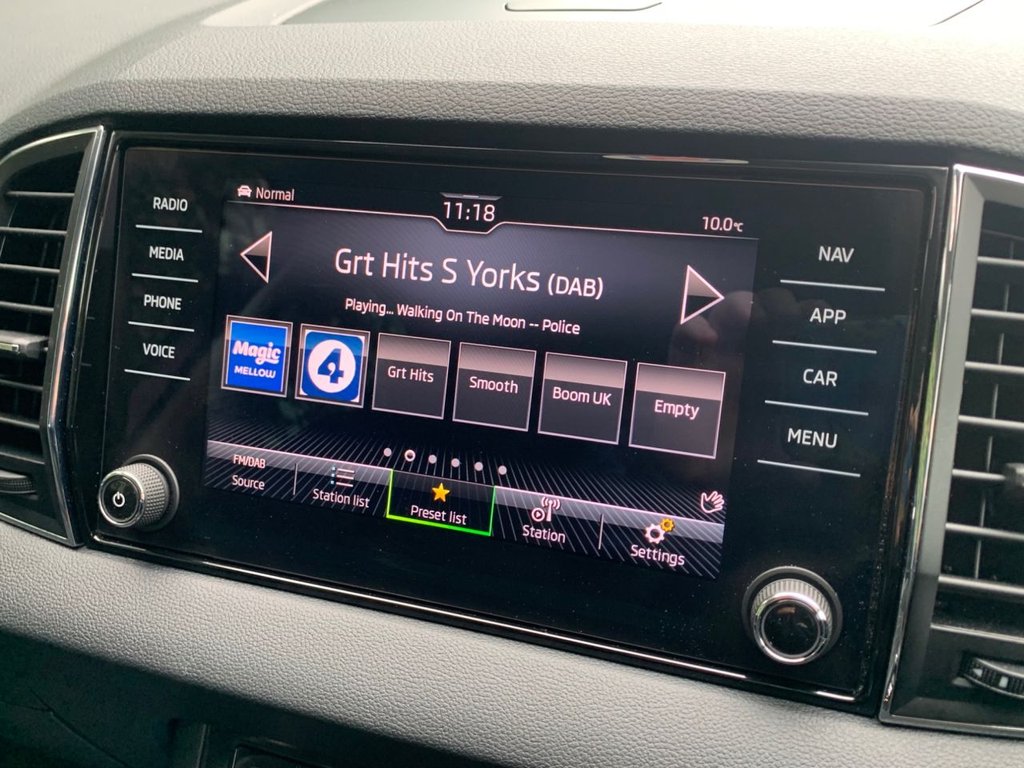 Normal
11:18
10.0°C
Grt Hits S Yorks (DAB)
Playing... Walking On The Moon -- Police
Magic
MELLOW
4
Grt Hits
Smooth
Boom UK
Empty
FM/DAB
Source
Station list
Preset list
Station
Settings
RADIO
MEDIA
PHONE
VOICE
NAV
APP
CAR
MENU